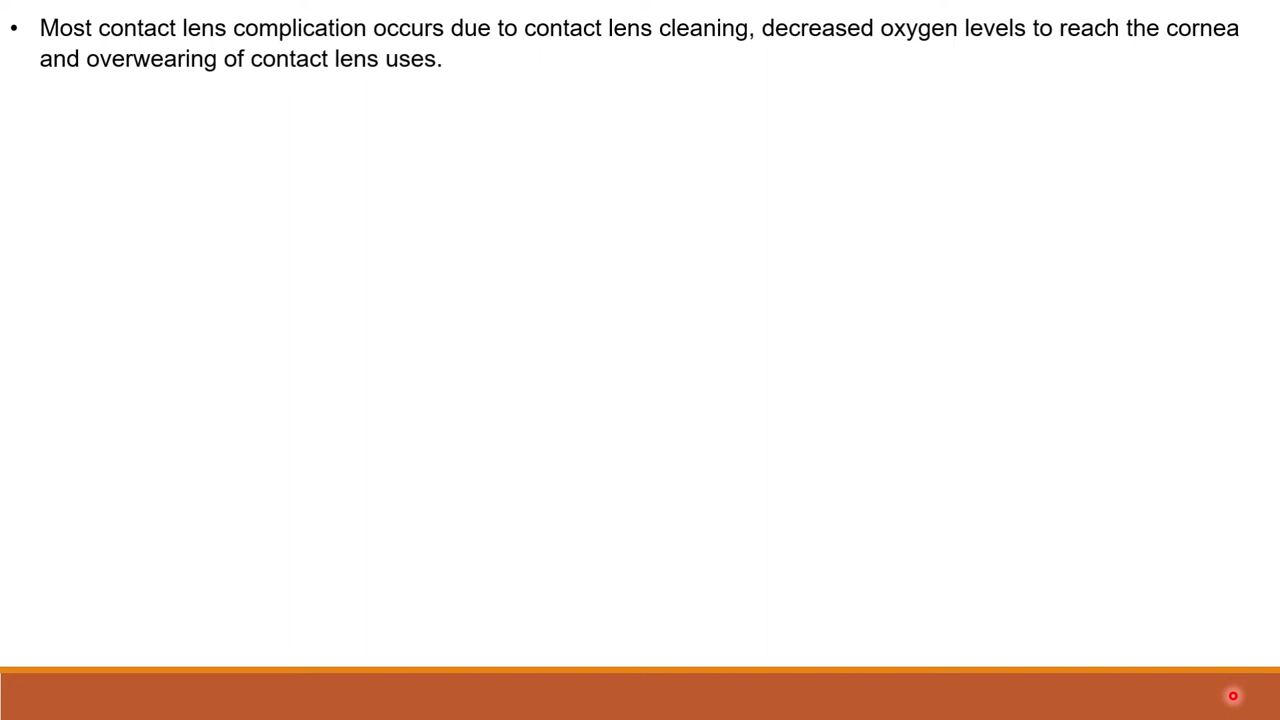 • Most contact lens complication occurs due to contact lens cleaning, decreased oxygen levels to reach the cornea
and overwearing of contact lens uses.